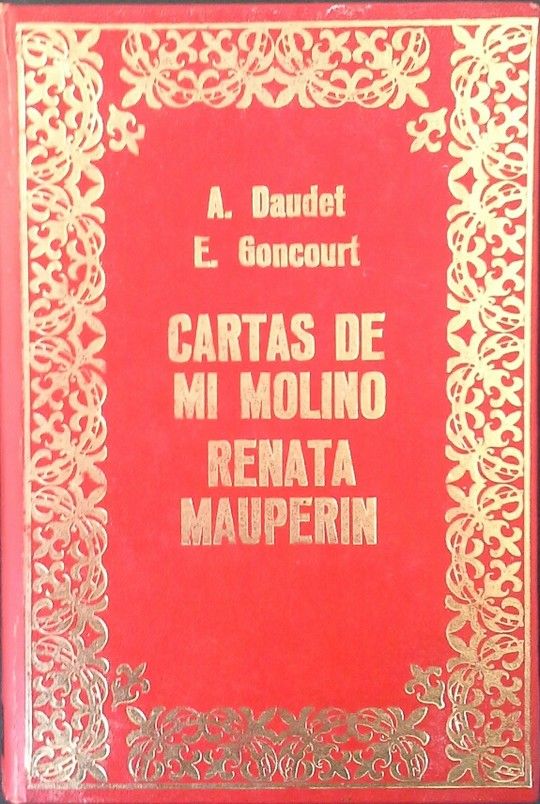 A. Daudet
E. Goncourt
CARTAS DE
MI MOLINO
RENATA
MAUPERIN